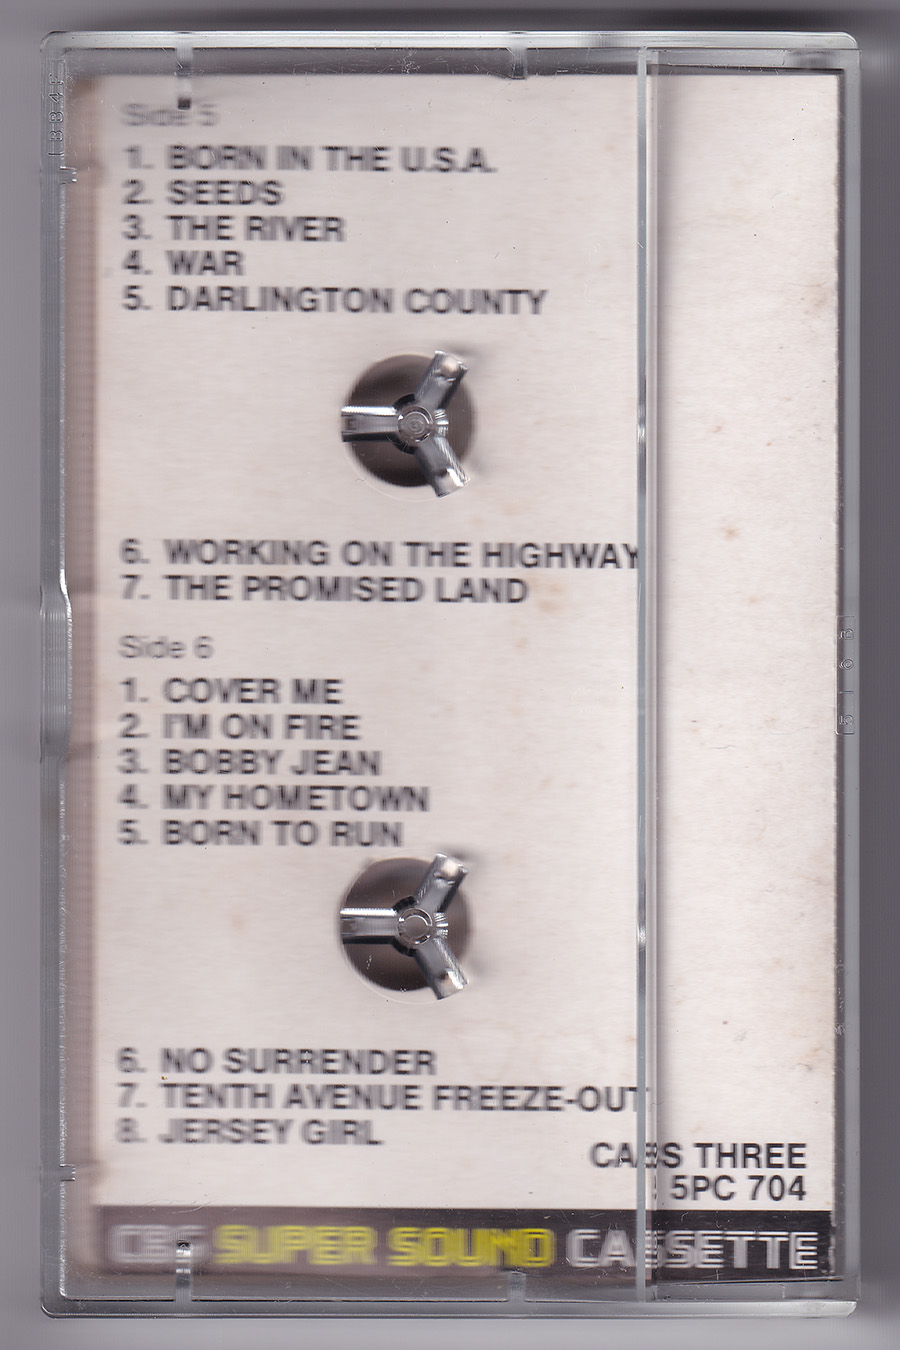 Side 5
1. BORN IN THE U.S.A.
2. SEEDS
3. THE RIVER
4. WAR
5. DARLINGTON COUNTY
6. WORKING ON THE HIGHWAY
7. THE PROMISED LAND
Side 6
1. COVER ME
2. I'M ON FIRE
3. BOBBY JEAN
4. MY HOMETOWN
5. BORN TO RUN
6. NO SURRENDER
7. TENTH AVENUE FREEZE-OUT
8. JERSEY GIRL
CASS THREE
5PC 704
CBS SUPER SOUND CASSETTE